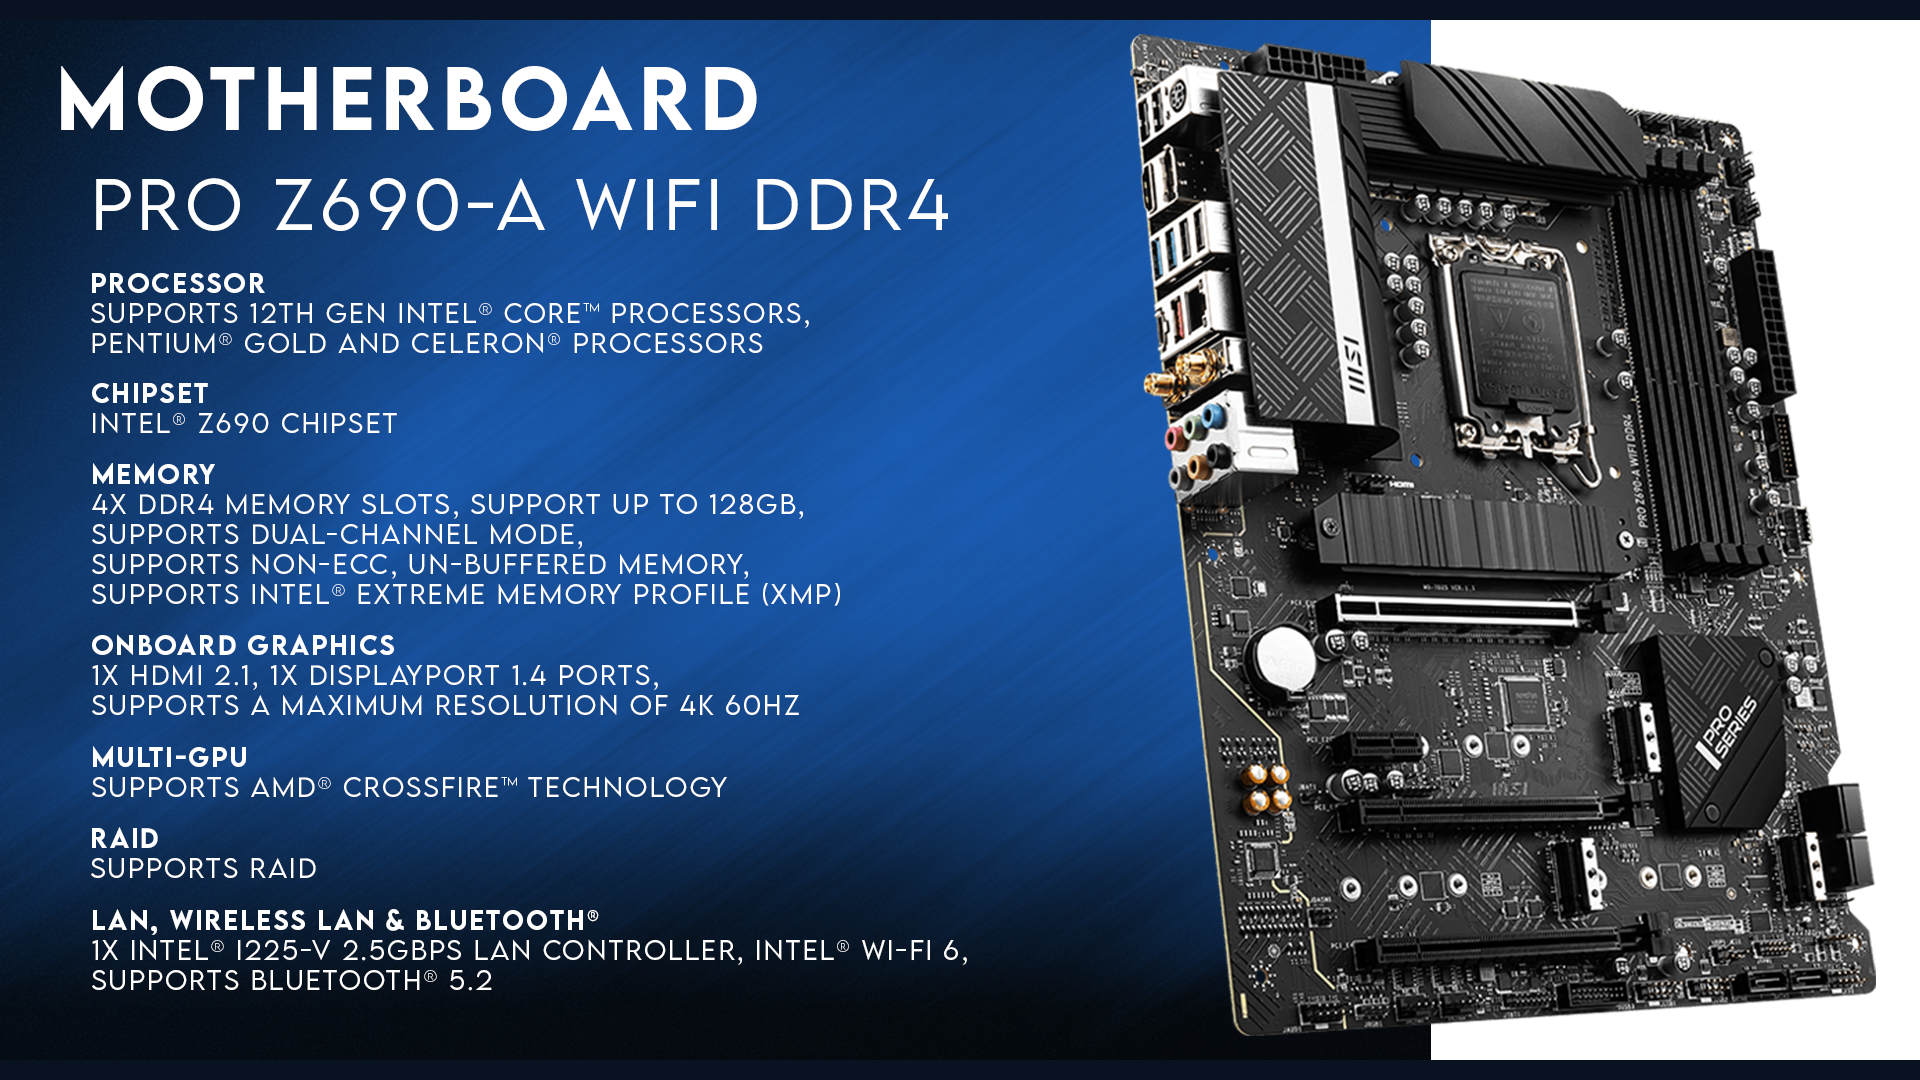 MOTHERBOARD
PRO Z690-A WIFI DDR4
PROCESSOR
SUPPORTS 12TH GEN INTEL® CORE™ PROCESSORS,
PENTIUM® GOLD AND CELERON® PROCESSORS
CHIPSET
INTEL® Z690 CHIPSET
MEMORY
4X DDR4 MEMORY SLOTS, SUPPORT UP TO 128GB,
SUPPORTS DUAL-CHANNEL MODE,
SUPPORTS NON-ECC, UN-BUFFERED MEMORY,
SUPPORTS INTEL® EXTREME MEMORY PROFILE (XMP)
ONBOARD GRAPHICS
1X HDMI 2.1, 1X DISPLAYPORT 1.4 PORTS,
SUPPORTS A MAXIMUM RESOLUTION OF 4K 60HZ
MULTI-GPU
SUPPORTS AMD® CROSSFIRE™ TECHNOLOGY
RAID
SUPPORTS RAID
LAN, WIRELESS LAN & BLUETOOTH®
1X INTEL® I225-V 2.5GBPS LAN CONTROLLER, INTEL® WI-FI 6,
SUPPORTS BLUETOOTH® 5.2
msi
HDMI
PRO Z690-A WIFI DDR4
PRO
SERIES